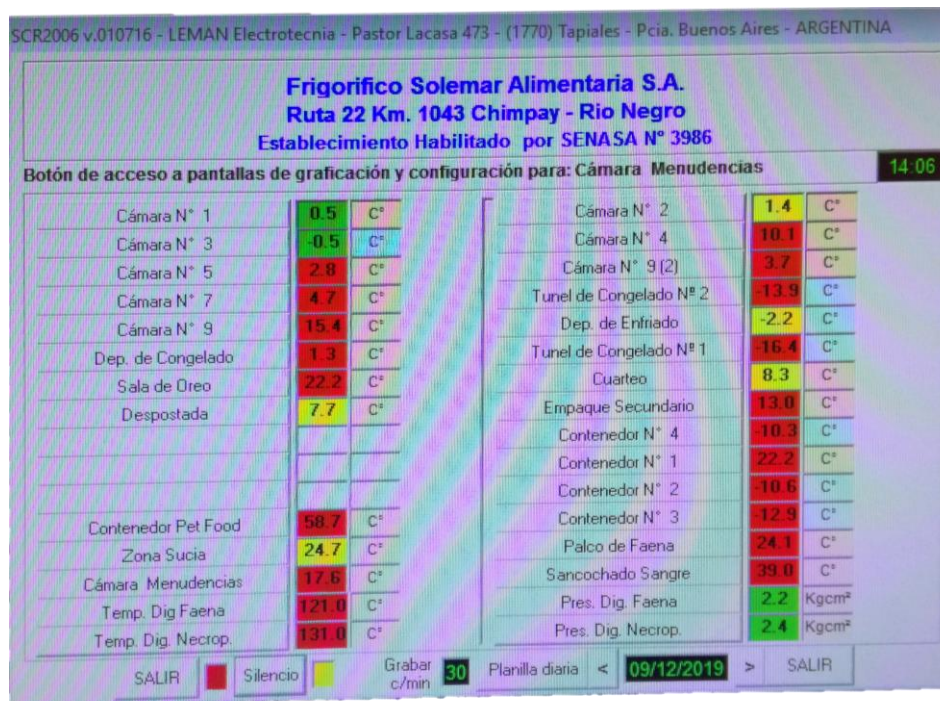 SCR2006 v.010716 - LEMAN Electrotecnia - Pastor Lacasa 473 - (1770) Tapiales - Pcia. Buenos Aires - ARGENTINA
Frigorifico Solemar Alimentaria S.A.
Ruta 22 Km. 1043 Chimpay - Rio Negro
Establecimiento Habilitado por SENASA N° 3986
Botón de acceso a pantallas de graficación y configuración para: Cámara Menudencias 14:06
Cámara N° 1 0.5 C° Cámara N° 2 1.4 C°
Cámara N° 3 -0.5 C° Cámara N° 4 10.1 C°
Cámara N° 5 2.8 C° Cámara N° 9 (2) 3.7 C°
Cámara N° 7 4.7 C° Tunel de Congelado Nº 2 -13.9 C°
Cámara N° 9 15.4 C° Dep. de Enfriado -2.2 C°
Dep. de Congelado 1.3 C° Tunel de Congelado Nº 1 -16.4 C°
Sala de Oreo 22.2 C° Cuarteo 8.3 C°
Despostada 7.7 C° Empaque Secundario 13.0 C°
Contenedor N° 4 -10.3 C°
Contenedor N° 1 22.2 C°
Contenedor N° 2 -10.6 C°
Contenedor Pet Food 58.7 C° Contenedor N° 3 -12.9 C°
Zona Sucia 24.7 C° Palco de Faena 24.1 C°
Cámara Menudencias 17.6 C° Sancochado Sangre 39.0 C°
Temp. Dig Faena 121.0 C° Pres. Dig. Faena 2.2 Kgcm²
Temp. Dig. Necrop. 131.0 C° Pres. Dig. Necrop. 2.4 Kgcm²
SALIR Silencio Grabar c/min 30 Planilla diaria < 09/12/2019 > SALIR